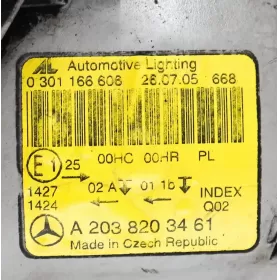 AL Automotive Lighting
0 301 166 608 26.07.05 668
E1 25 00HC 00HR PL
1427 02 A 01 1b INDEX
1424 Q02
A 203 820 34 61
Made in Czech Republic